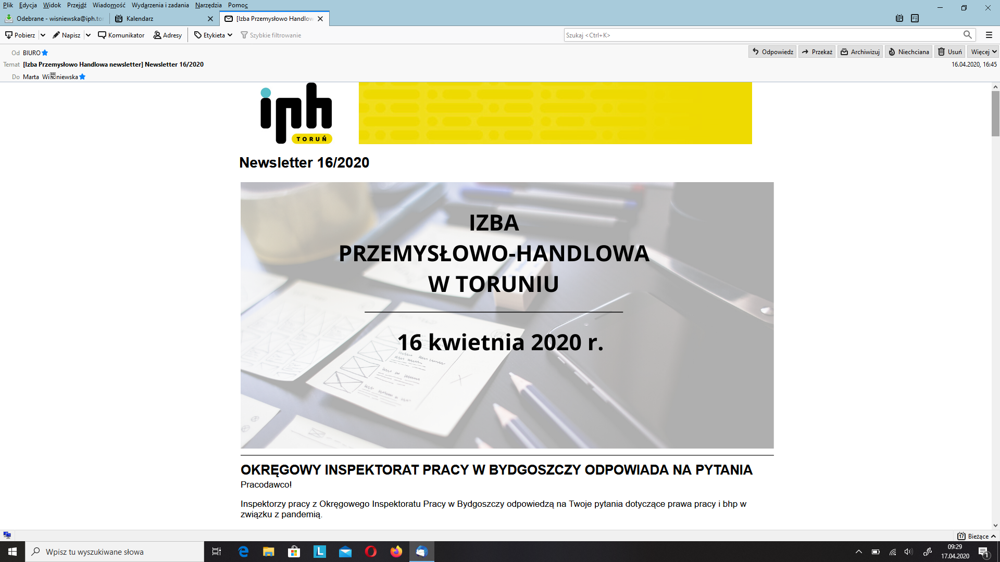 Plik Edycja Widok Przejdź Wiadomość Wydarzenia i zadania Narzędzia Pomoc
Odebrane - wisniewska@iph.tor
Kalendarz
[Izba Przemysłowo Handlow
Pobierz Napisz Komunikator Adresy Etykieta Szybkie filtrowanie
Szukaj <Ctrl+K>
Od BIURO
Odpowiedz Przekaż Archiwizuj Niechciana Usuń Więcej
Temat [Izba Przemysłowo Handlowa newsletter] Newsletter 16/2020
16.04.2020, 16:45
Do Marta Wi niewska
iph
TORUŃ
Newsletter 16/2020
IZBA
PRZEMYSŁOWO-HANDLOWA
W TORUNIU
16 kwietnia 2020 r.
OKRĘGOWY INSPEKTORAT PRACY W BYDGOSZCZY ODPOWIADA NA PYTANIA
Pracodawco!
Inspektorzy pracy z Okręgowego Inspektoratu Pracy w Bydgoszczy odpowiedzą na Twoje pytania dotyczące prawa pracy i bhp w
związku z pandemią.
17 Bieżące
Wpisz tu wyszukiwane słowa
L
09:29
17.04.2020
1